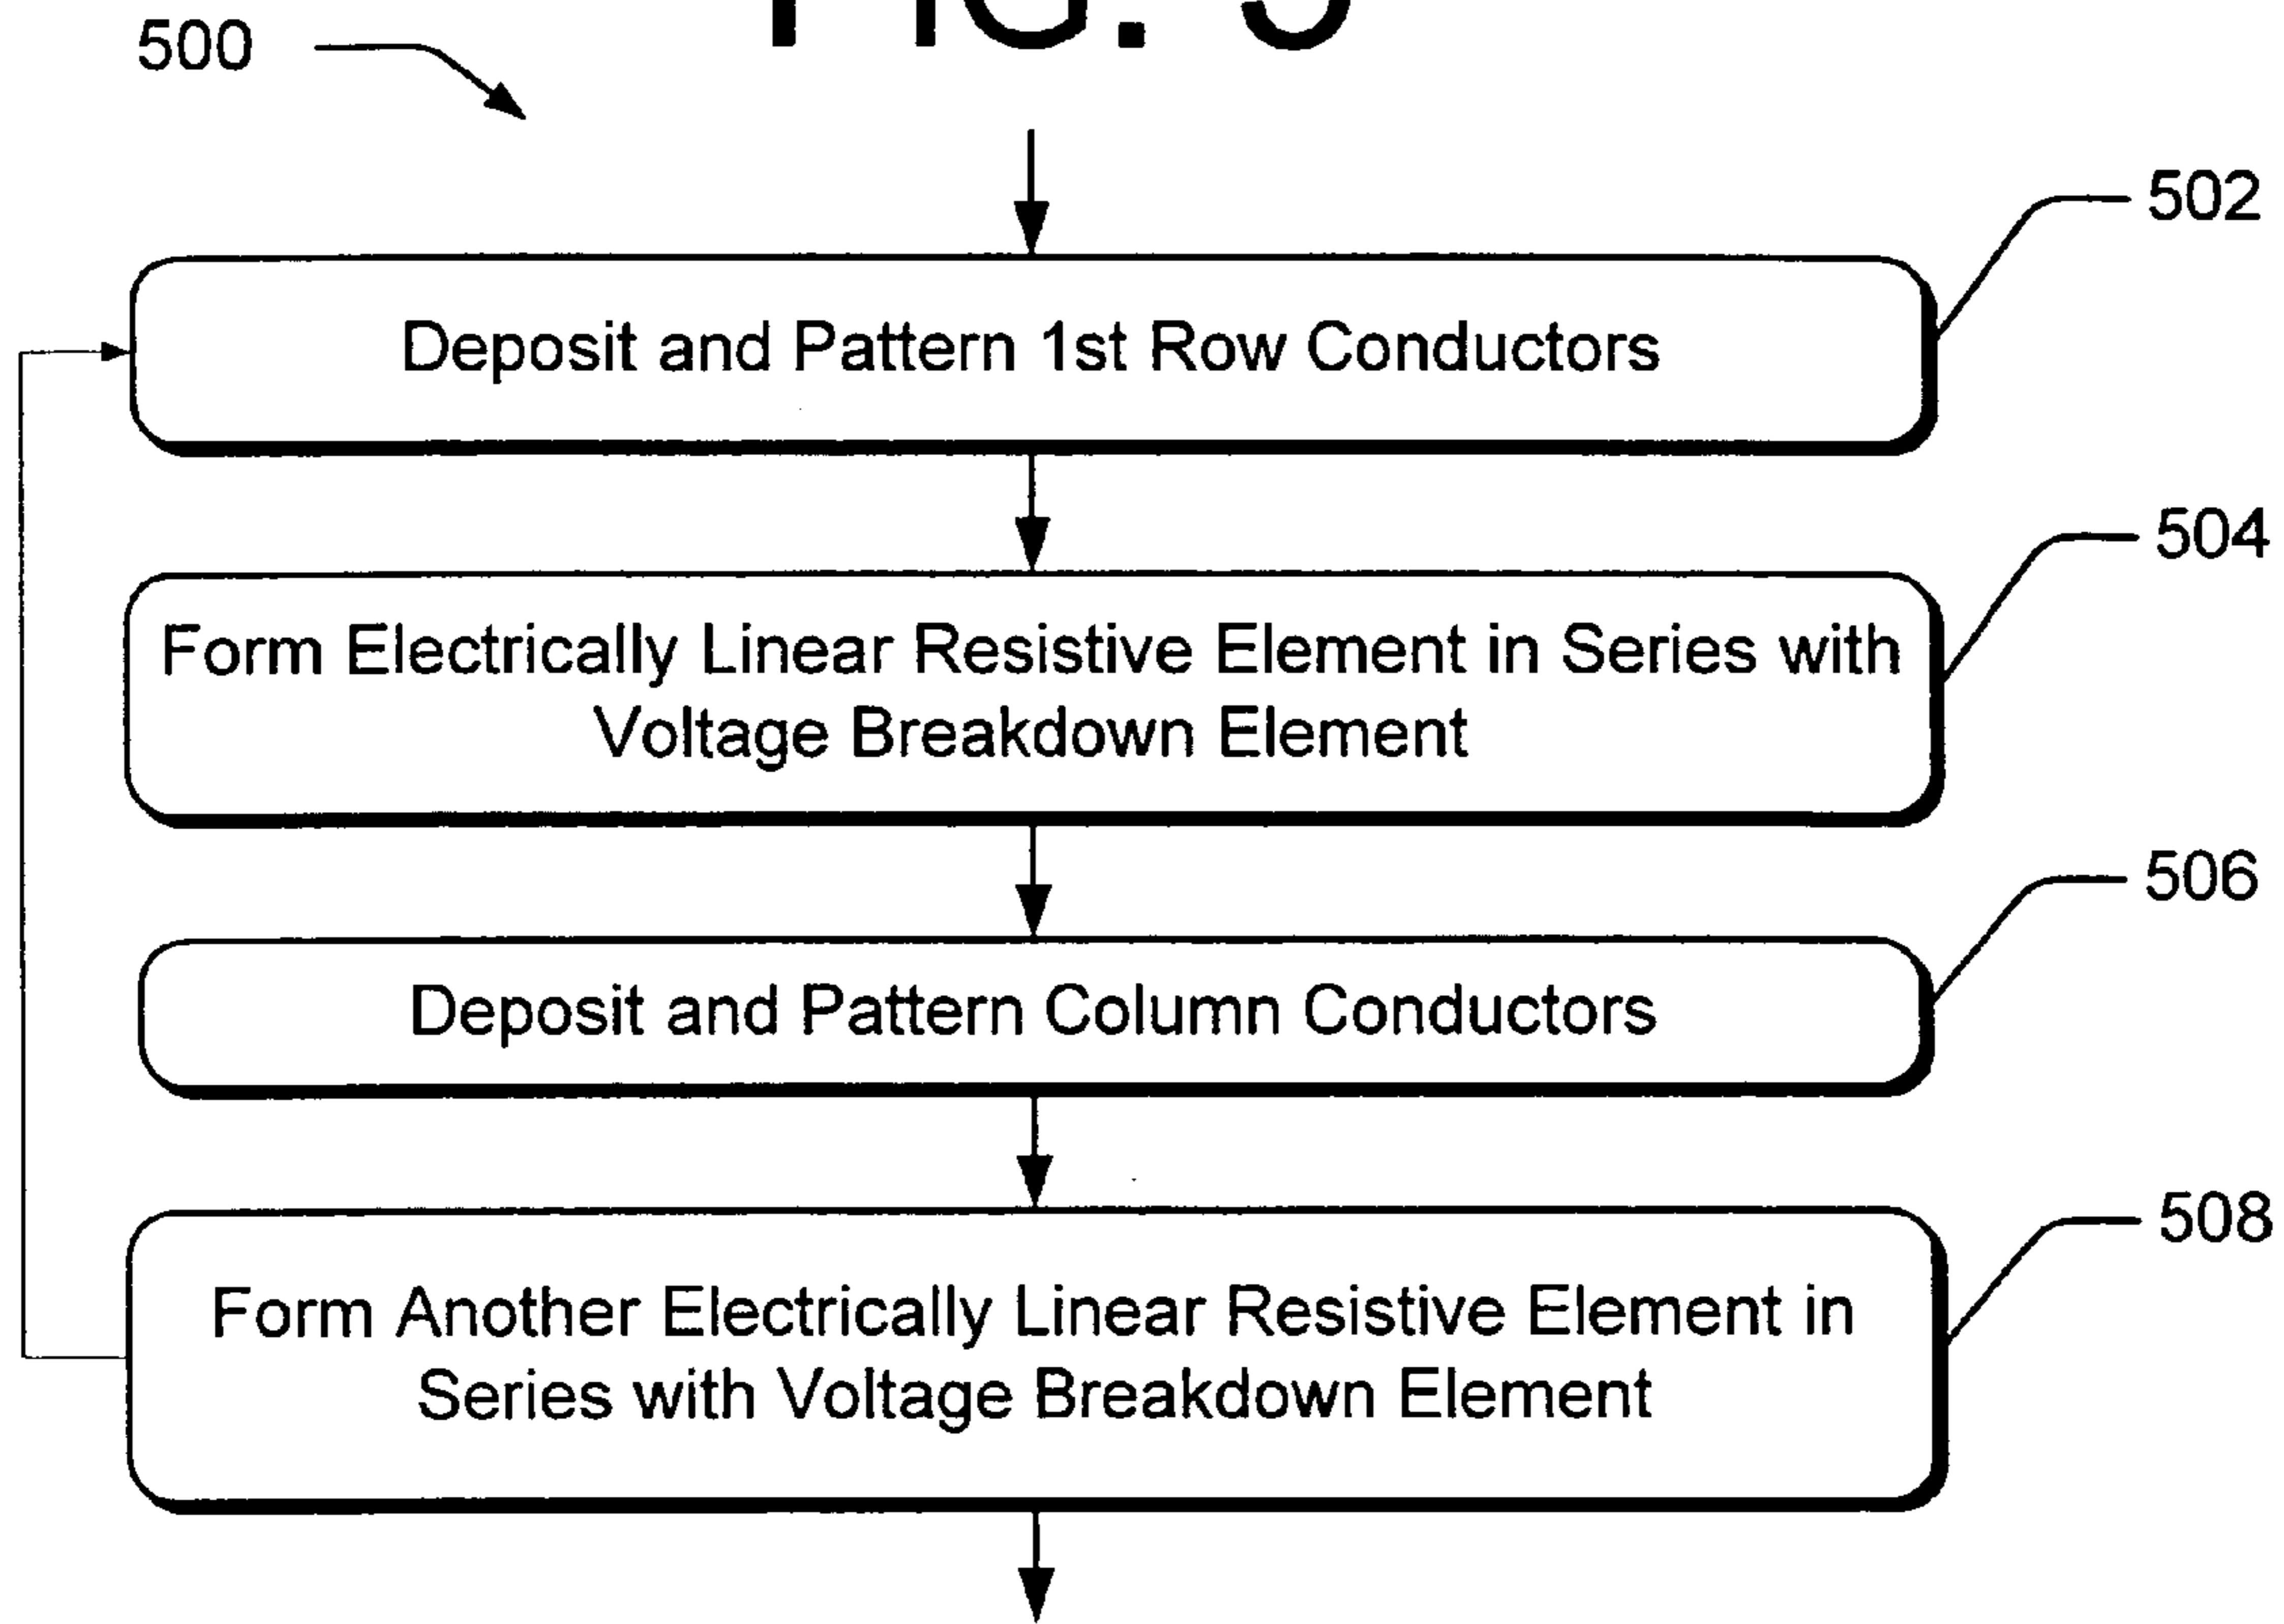 FIG. 5
500
502
Deposit and Pattern 1st Row Conductors
504
Form Electrically Linear Resistive Element in Series with
Voltage Breakdown Element
506
Deposit and Pattern Column Conductors
508
Form Another Electrically Linear Resistive Element in
Series with Voltage Breakdown Element